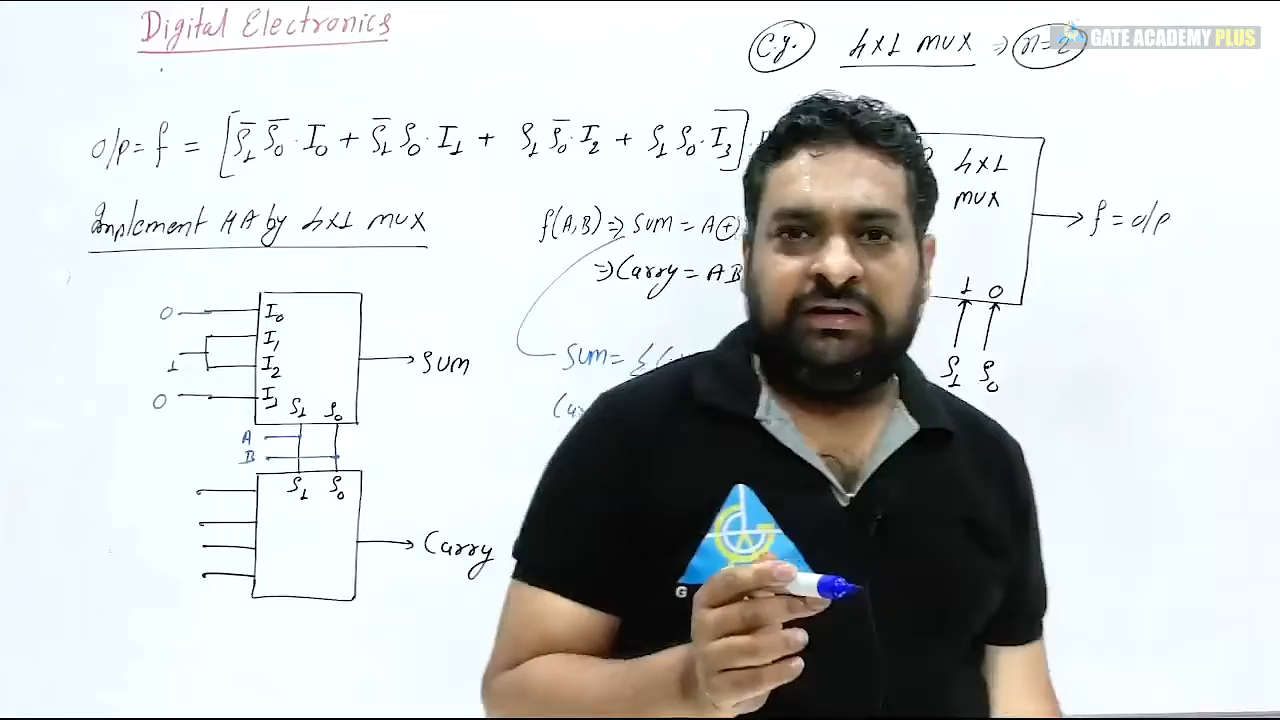 Digital Electronics
e.g. 4x1 MUX ⇒ n=2
GATE ACADEMY PLUS
o/p = f = [S̅1 S̅0·I0 + S̅1 S0·I1 + S1 S̅0·I2 + S1 S0·I3]·
4x1
MUX
f = o/p
1 0
S1 S0
Implement HA by 4x1 MUX
f(A,B) ⇒ Sum = A⊕
⇒ Carry = AB
Sum = Σ(
0 I0
I1
1 I2
0 I3
S1 S0
Sum
A
B
S1 S0
Carry
G